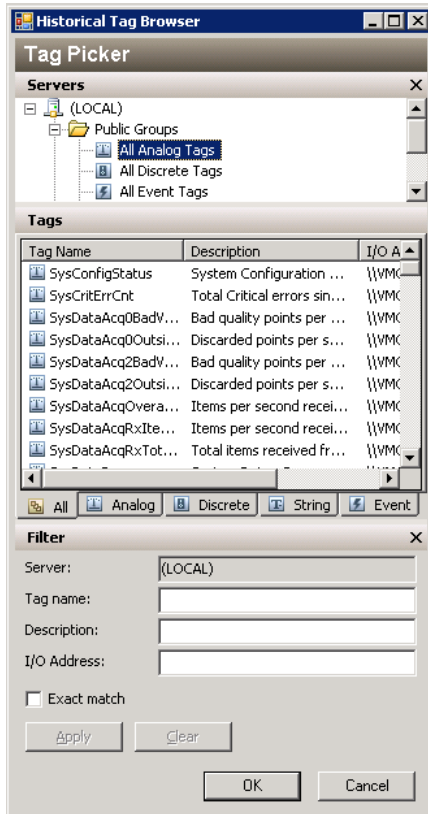 Historical Tag Browser
Tag Picker
Servers
(LOCAL)
Public Groups
All Analog Tags
All Discrete Tags
All Event Tags
Tags
Tag Name Description I/O A
SysConfigStatus System Configuration ... \\VMC
SysCritErrCnt Total Critical errors sin... \\VMC
SysDataAcq0BadV... Bad quality points per ... \\VMC
SysDataAcq0Outsi... Discarded points per s... \\VMC
SysDataAcq2BadV... Bad quality points per ... \\VMC
SysDataAcq2Outsi... Discarded points per s... \\VMC
SysDataAcqOvera... Items per second recei... \\VMC
SysDataAcqRxIte... Items per second recei... \\VMC
SysDataAcqRxTot... Total items received fr... \\VMC
All Analog Discrete String Event
Filter
Server: (LOCAL)
Tag name:
Description:
I/O Address:
Exact match
Apply Clear
OK Cancel